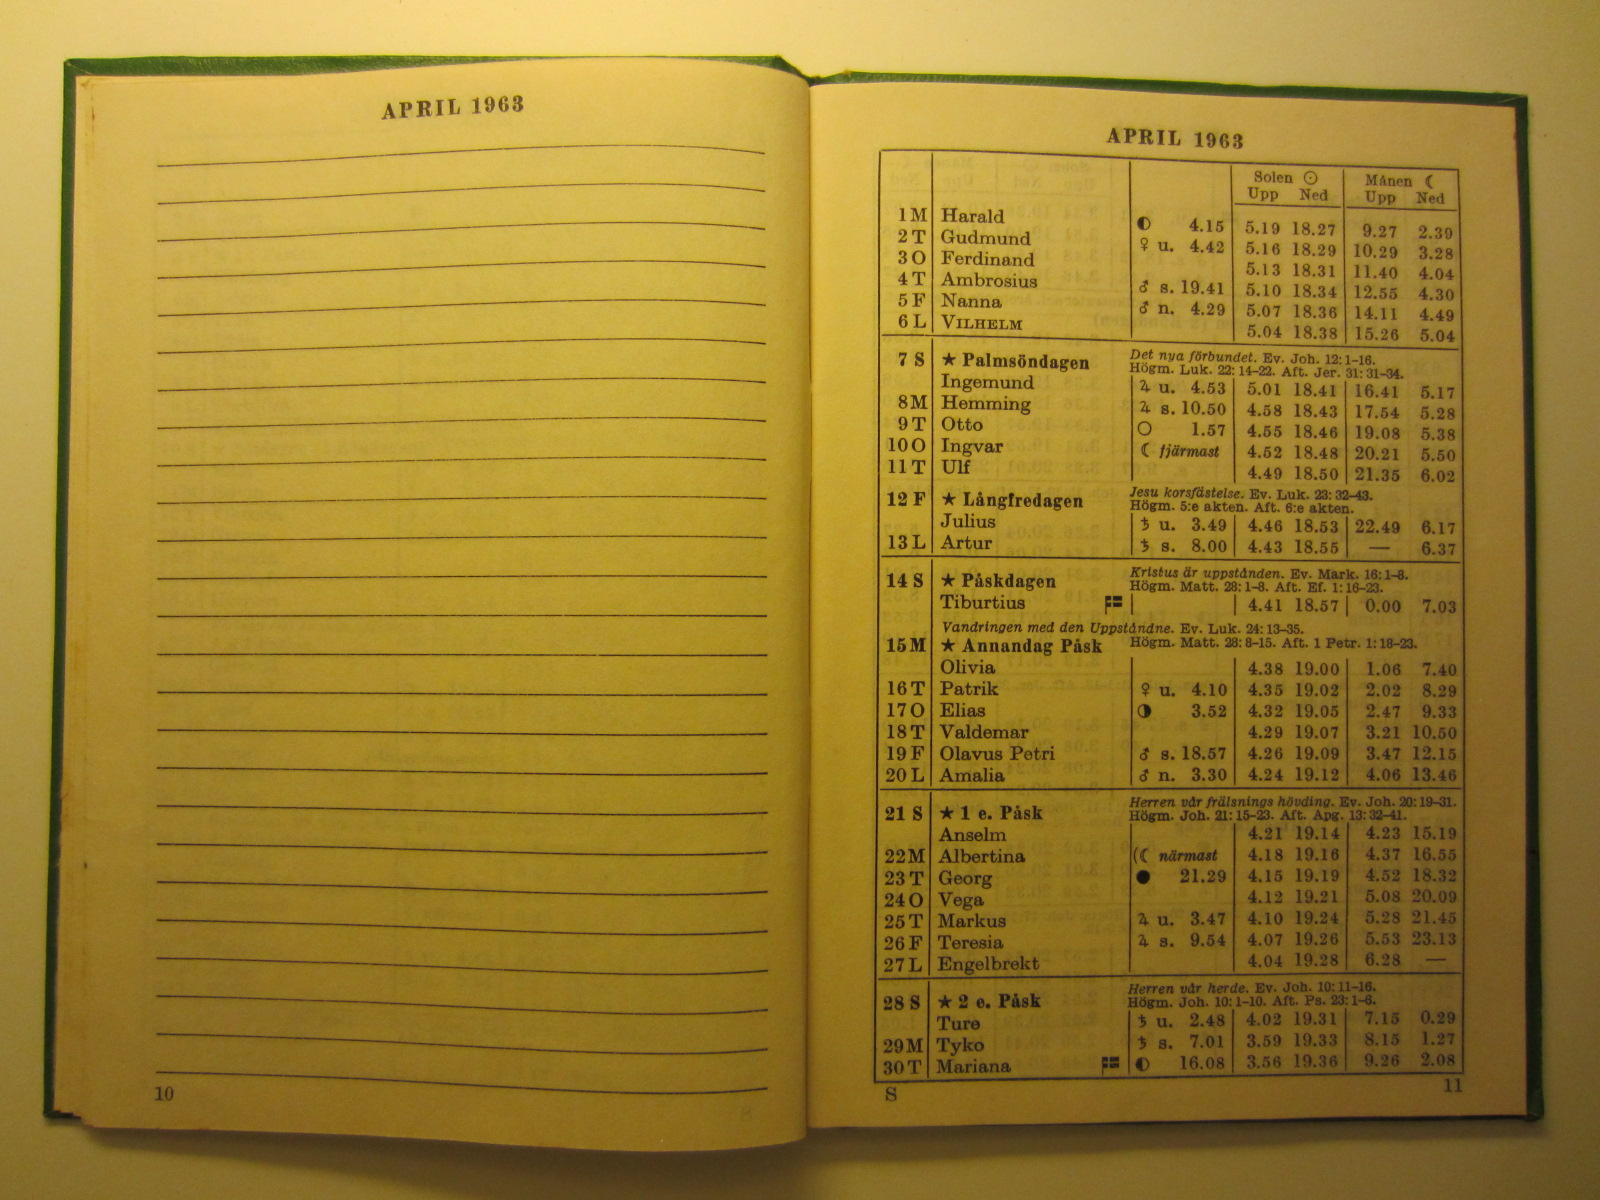 APRIL 1963
10
APRIL 1963
Solen ☉ Månen ☾
Upp Ned Upp Ned
1 M Harald ◐ 4.15 5.19 18.27 9.27 2.39
2 T Gudmund ♀ u. 4.42 5.16 18.29 10.29 3.28
3 O Ferdinand 5.13 18.31 11.40 4.04
4 T Ambrosius ♂ s. 19.41 5.10 18.34 12.55 4.30
5 F Nanna ♂ n. 4.29 5.07 18.36 14.11 4.49
6 L VILHELM 5.04 18.38 15.26 5.04
7 S ★ Palmsöndagen Det nya förbundet. Ev. Joh. 12: 1–16.
Högm. Luk. 22: 14–22. Aft. Jer. 31: 31–34.
Ingemund ♃ u. 4.53 5.01 18.41 16.41 5.17
8 M Hemming ♃ s. 10.50 4.58 18.43 17.54 5.28
9 T Otto ○ 1.57 4.55 18.46 19.08 5.38
10 O Ingvar ☾ fjärmast 4.52 18.48 20.21 5.50
11 T Ulf 4.49 18.50 21.35 6.02
12 F ★ Långfredagen Jesu korsfästelse. Ev. Luk. 23: 32–43.
Högm. 5:e akten. Aft. 6:e akten.
Julius ♄ u. 3.49 4.46 18.53 22.49 6.17
13 L Artur ♄ s. 8.00 4.43 18.55 — 6.37
14 S ★ Påskdagen Kristus är uppstånden. Ev. Mark. 16: 1–8.
Högm. Matt. 28: 1–8. Aft. Ef. 1: 16–23.
Tiburtius 4.41 18.57 0.00 7.03
Vandringen med den Uppståndne. Ev. Luk. 24: 13–35.
15 M ★ Annandag Påsk Högm. Matt. 28: 8–15. Aft. 1 Petr. 1: 18–23.
Olivia 4.38 19.00 1.06 7.40
16 T Patrik ♀ u. 4.10 4.35 19.02 2.02 8.29
17 O Elias ◑ 3.52 4.32 19.05 2.47 9.33
18 T Valdemar 4.29 19.07 3.21 10.50
19 F Olavus Petri ♂ s. 18.57 4.26 19.09 3.47 12.15
20 L Amalia ♂ n. 3.30 4.24 19.12 4.06 13.46
21 S ★ 1 e. Påsk Herren vår frälsnings hövding. Ev. Joh. 20: 19–31.
Högm. Joh. 21: 15–23. Aft. Apg. 13: 32–41.
Anselm 4.21 19.14 4.23 15.19
22 M Albertina (☾ närmast 4.18 19.16 4.37 16.55
23 T Georg ● 21.29 4.15 19.19 4.52 18.32
24 O Vega 4.12 19.21 5.08 20.09
25 T Markus ♃ u. 3.47 4.10 19.24 5.28 21.45
26 F Teresia ♃ s. 9.54 4.07 19.26 5.53 23.13
27 L Engelbrekt 4.04 19.28 6.28 —
28 S ★ 2 e. Påsk Herren vår herde. Ev. Joh. 10: 11–16.
Högm. Joh. 10: 1–10. Aft. Ps. 23: 1–6.
Ture ♄ u. 2.48 4.02 19.31 7.15 0.29
29 M Tyko ♄ s. 7.01 3.59 19.33 8.15 1.27
30 T Mariana ◐ 16.08 3.56 19.36 9.26 2.08
S 11